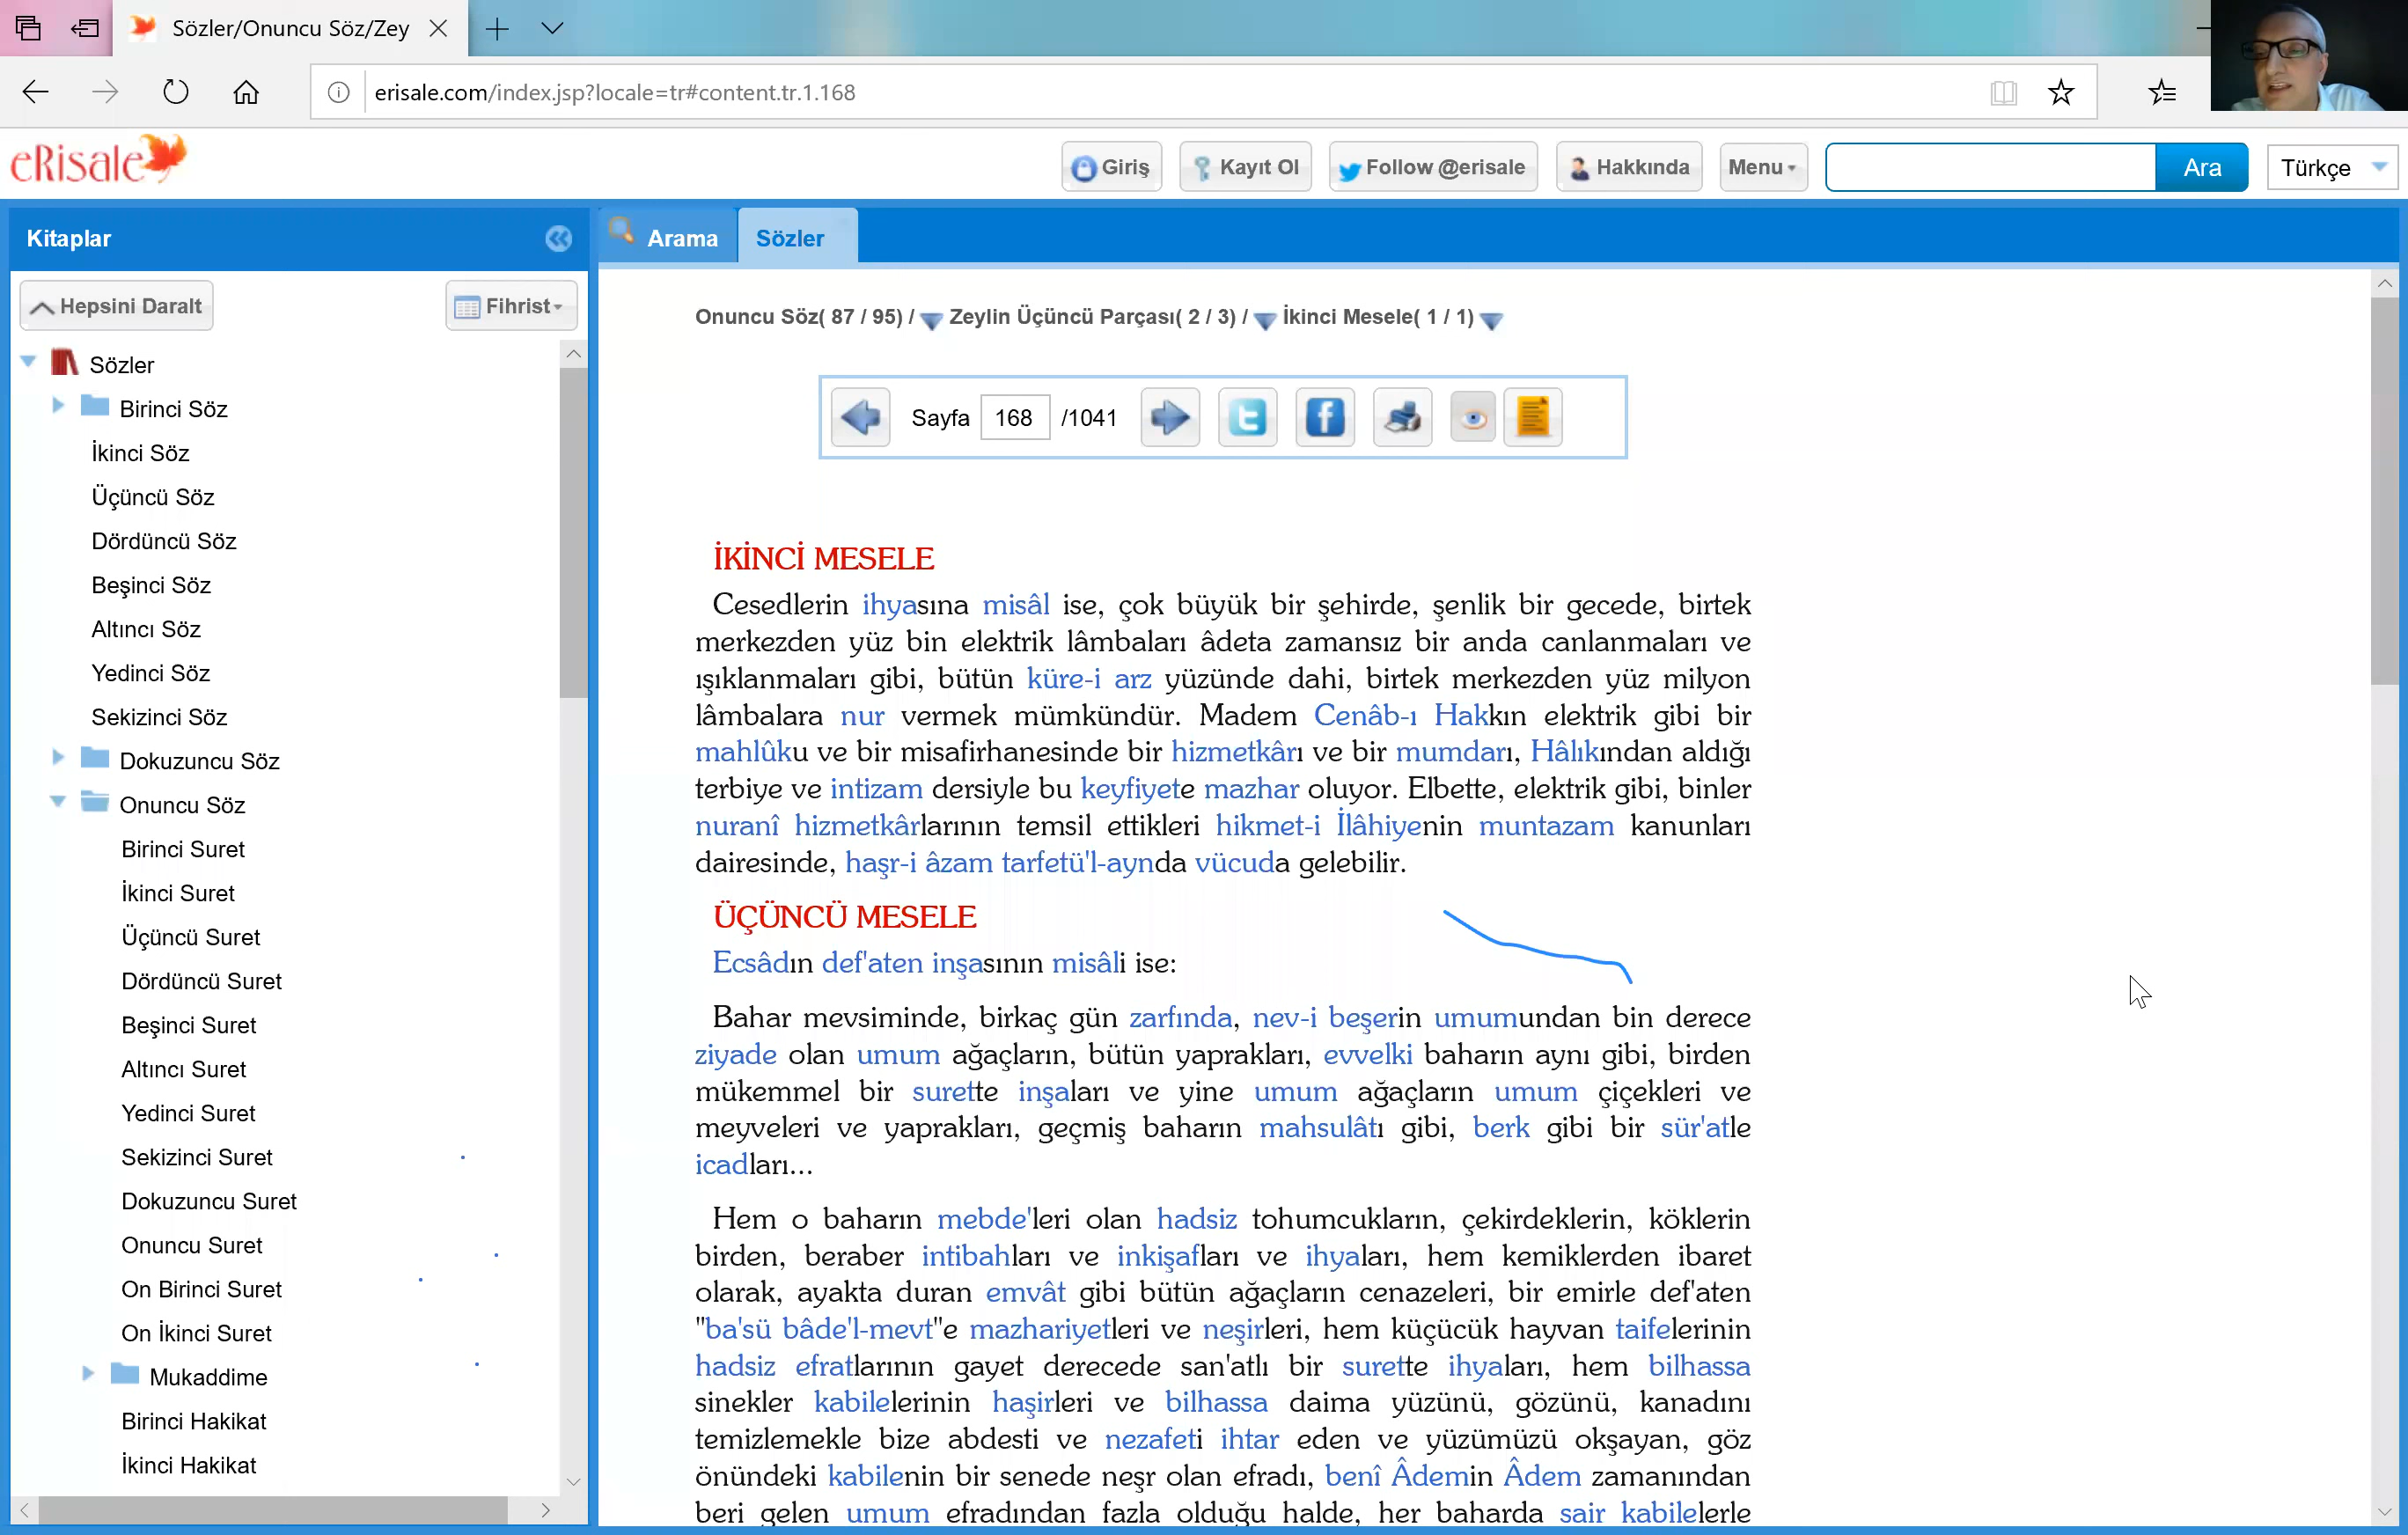 Sözler/Onuncu Söz/Zey
erisale.com/index.jsp?locale=tr#content.tr.1.168
eRisale
Giriş
Kayıt Ol
Follow @erisale
Hakkında
Menu
Ara
Türkçe
Kitaplar
Arama
Sözler
Hepsini Daralt
Fihrist
Sözler
Birinci Söz
İkinci Söz
Üçüncü Söz
Dördüncü Söz
Beşinci Söz
Altıncı Söz
Yedinci Söz
Sekizinci Söz
Dokuzuncu Söz
Onuncu Söz
Birinci Suret
İkinci Suret
Üçüncü Suret
Dördüncü Suret
Beşinci Suret
Altıncı Suret
Yedinci Suret
Sekizinci Suret
Dokuzuncu Suret
Onuncu Suret
On Birinci Suret
On İkinci Suret
Mukaddime
Birinci Hakikat
İkinci Hakikat
Onuncu Söz( 87 / 95) / Zeylin Üçüncü Parçası( 2 / 3) / İkinci Mesele( 1 / 1)
Sayfa 168 /1041
İKİNCİ MESELE
Cesedlerin ihyasına misâl ise, çok büyük bir şehirde, şenlik bir gecede, birtek
merkezden yüz bin elektrik lâmbaları âdeta zamansız bir anda canlanmaları ve
ışıklanmaları gibi, bütün küre-i arz yüzünde dahi, birtek merkezden yüz milyon
lâmbalara nur vermek mümkündür. Madem Cenâb-ı Hakkın elektrik gibi bir
mahlûku ve bir misafirhanesinde bir hizmetkârı ve bir mumdarı, Hâlıkından aldığı
terbiye ve intizam dersiyle bu keyfiyete mazhar oluyor. Elbette, elektrik gibi, binler
nuranî hizmetkârlarının temsil ettikleri hikmet-i İlâhiyenin muntazam kanunları
dairesinde, haşr-i âzam tarfetü'l-aynda vücuda gelebilir.
ÜÇÜNCÜ MESELE
Ecsâdın def'aten inşasının misâli ise:
Bahar mevsiminde, birkaç gün zarfında, nev-i beşerin umumundan bin derece
ziyade olan umum ağaçların, bütün yaprakları, evvelki baharın aynı gibi, birden
mükemmel bir surette inşaları ve yine umum ağaçların umum çiçekleri ve
meyveleri ve yaprakları, geçmiş baharın mahsulâtı gibi, berk gibi bir sür'atle
icadları...
Hem o baharın mebde'leri olan hadsiz tohumcukların, çekirdeklerin, köklerin
birden, beraber intibahları ve inkişafları ve ihyaları, hem kemiklerden ibaret
olarak, ayakta duran emvât gibi bütün ağaçların cenazeleri, bir emirle def'aten
"ba'sü bâde'l-mevt"e mazhariyetleri ve neşirleri, hem küçücük hayvan taifelerinin
hadsiz efratlarının gayet derecede san'atlı bir surette ihyaları, hem bilhassa
sinekler kabilelerinin haşirleri ve bilhassa daima yüzünü, gözünü, kanadını
temizlemekle bize abdesti ve nezafeti ihtar eden ve yüzümüzü okşayan, göz
önündeki kabilenin bir senede neşr olan efradı, benî Âdemin Âdem zamanından
beri gelen umum efradından fazla olduğu halde, her baharda sair kabilelerle